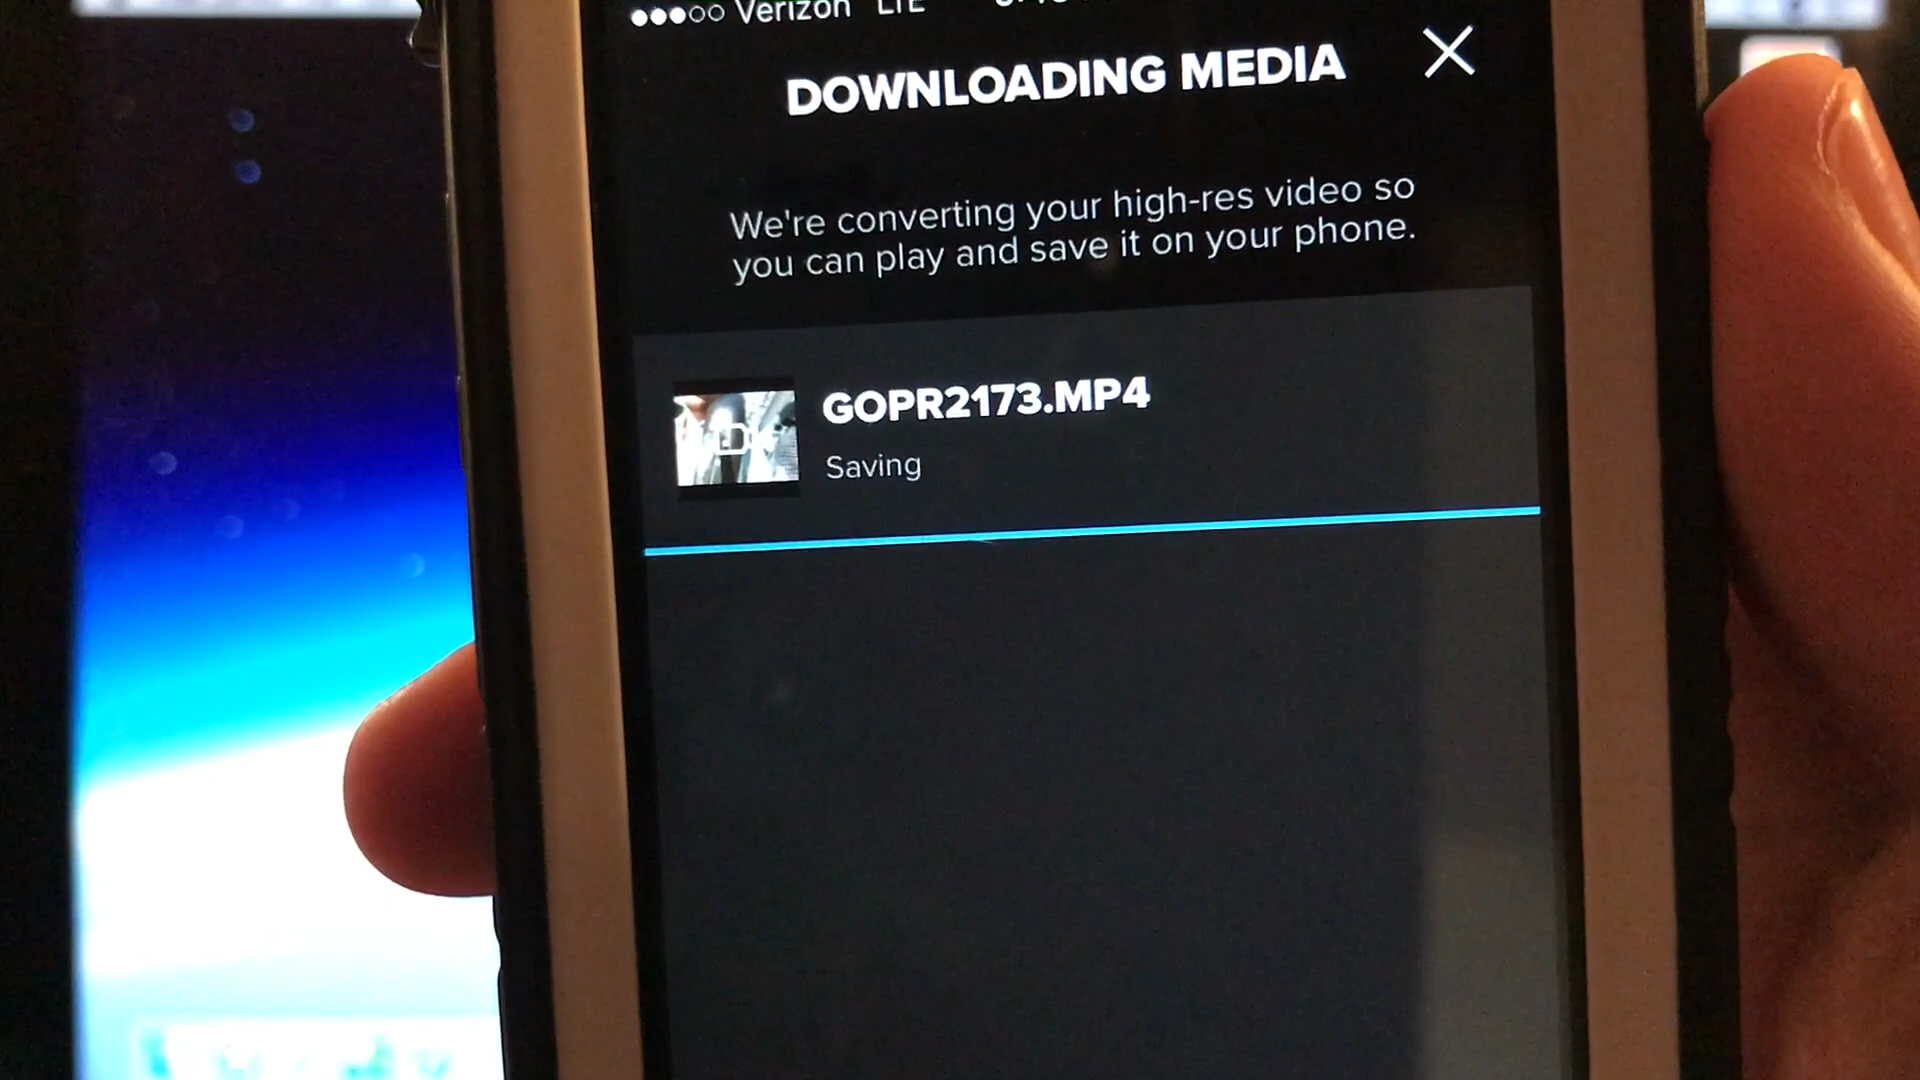 ●●●○○ Verizon LTE
DOWNLOADING MEDIA
We're converting your high-res video so
you can play and save it on your phone.
GOPR2173.MP4
Saving